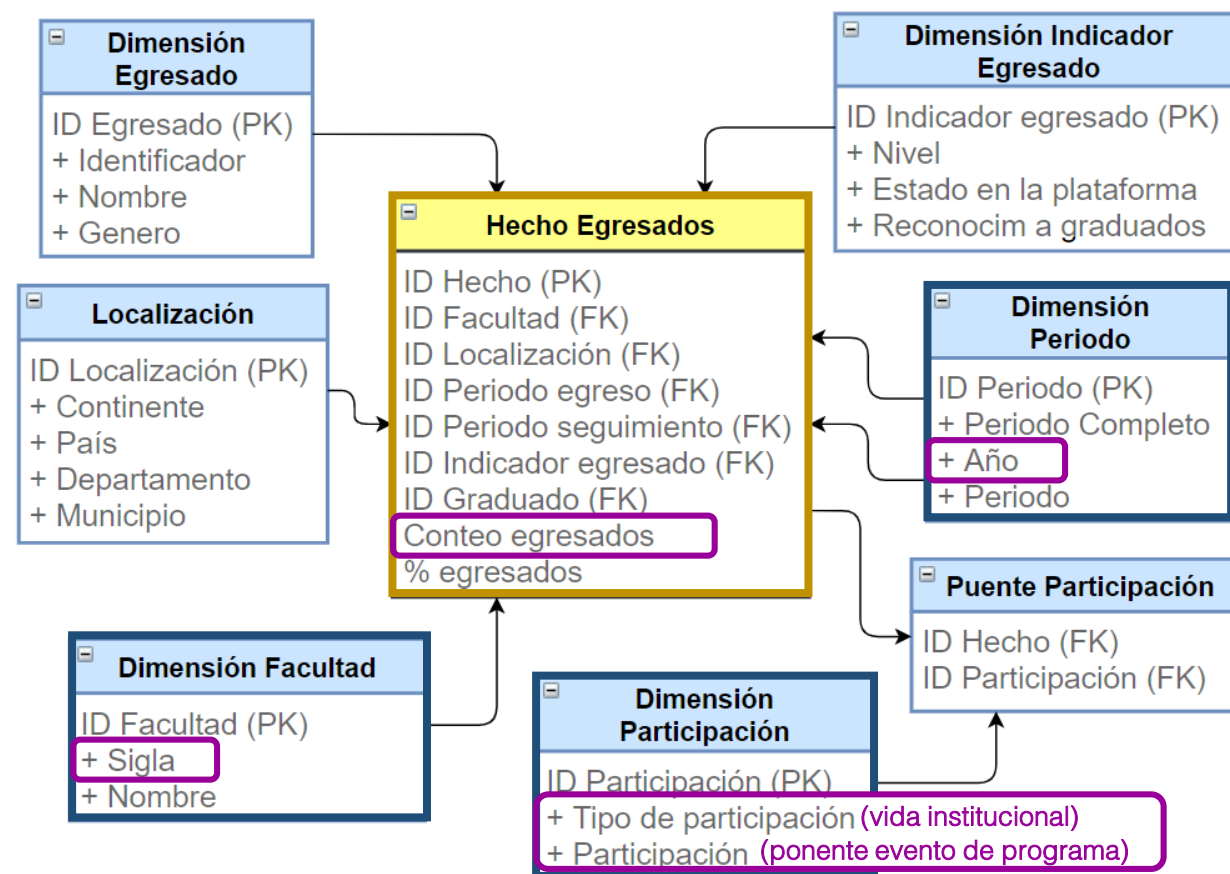 Dimensión
Egresado
ID Egresado (PK)
+ Identificador
+ Nombre
+ Genero
Dimensión Indicador
Egresado
ID Indicador egresado (PK)
+ Nivel
+ Estado en la plataforma
+ Reconocim a graduados
Hecho Egresados
ID Hecho (PK)
ID Facultad (FK)
ID Localización (FK)
ID Periodo egreso (FK)
ID Periodo seguimiento (FK)
ID Indicador egresado (FK)
ID Graduado (FK)
Conteo egresados
% egresados
Localización
ID Localización (PK)
+ Continente
+ País
+ Departamento
+ Municipio
Dimensión
Periodo
ID Periodo (PK)
+ Periodo Completo
+ Año
+ Periodo
Puente Participación
ID Hecho (FK)
ID Participación (FK)
Dimensión Facultad
ID Facultad (PK)
+ Sigla
+ Nombre
Dimensión
Participación
ID Participación (PK)
+ Tipo de participación (vida institucional)
+ Participación (ponente evento de programa)